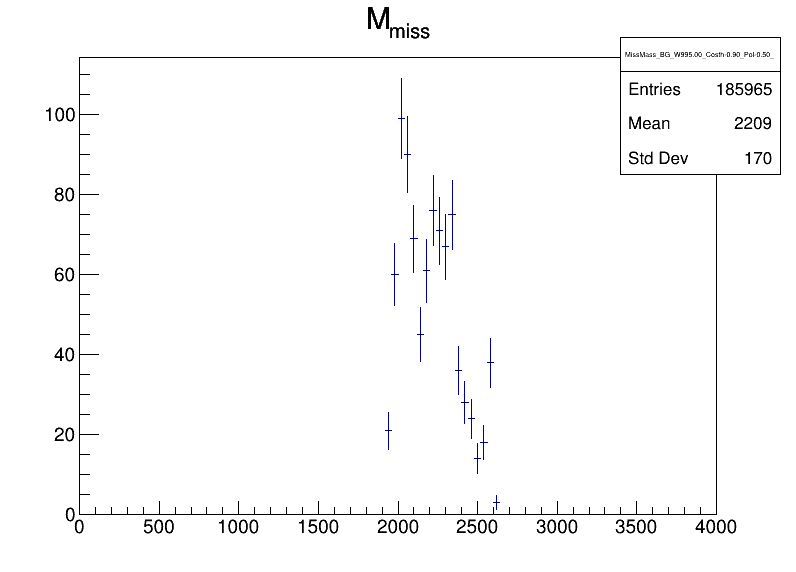 M_miss
MissMass_BG_W995.00_Costh-0.90_Pol-0.50_
Entries 185965
Mean 2209
Std Dev 170
100
80
60
40
20
0
0 500 1000 1500 2000 2500 3000 3500 4000